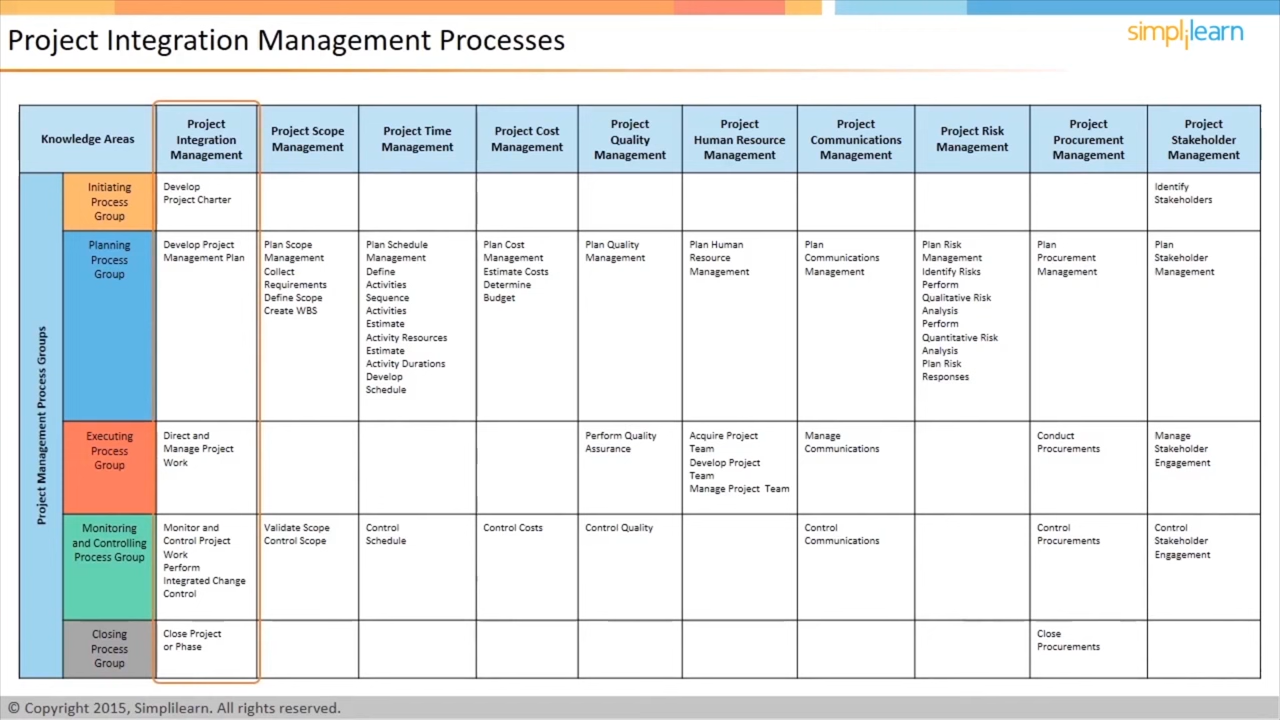 Project Integration Management Processes
simplilearn
Knowledge Areas
Project
Integration
Management
Project Scope
Management
Project Time
Management
Project Cost
Management
Project
Quality
Management
Project
Human Resource
Management
Project
Communications
Management
Project Risk
Management
Project
Procurement
Management
Project
Stakeholder
Management
Project Management Process Groups
Initiating
Process
Group
Develop
Project Charter
Identify
Stakeholders
Planning
Process
Group
Develop Project
Management Plan
Plan Scope
Management
Collect
Requirements
Define Scope
Create WBS
Plan Schedule
Management
Define
Activities
Sequence
Activities
Estimate
Activity Resources
Estimate
Activity Durations
Develop
Schedule
Plan Cost
Management
Estimate Costs
Determine
Budget
Plan Quality
Management
Plan Human
Resource
Management
Plan
Communications
Management
Plan Risk
Management
Identify Risks
Perform
Qualitative Risk
Analysis
Perform
Quantitative Risk
Analysis
Plan Risk
Responses
Plan
Procurement
Management
Plan
Stakeholder
Management
Executing
Process
Group
Direct and
Manage Project
Work
Perform Quality
Assurance
Acquire Project
Team
Develop Project
Team
Manage Project Team
Manage
Communications
Conduct
Procurements
Manage
Stakeholder
Engagement
Monitoring
and Controlling
Process Group
Monitor and
Control Project
Work
Perform
Integrated Change
Control
Validate Scope
Control Scope
Control
Schedule
Control Costs
Control Quality
Control
Communications
Control
Procurements
Control
Stakeholder
Engagement
Closing
Process
Group
Close Project
or Phase
Close
Procurements
© Copyright 2015, Simplilearn. All rights reserved.